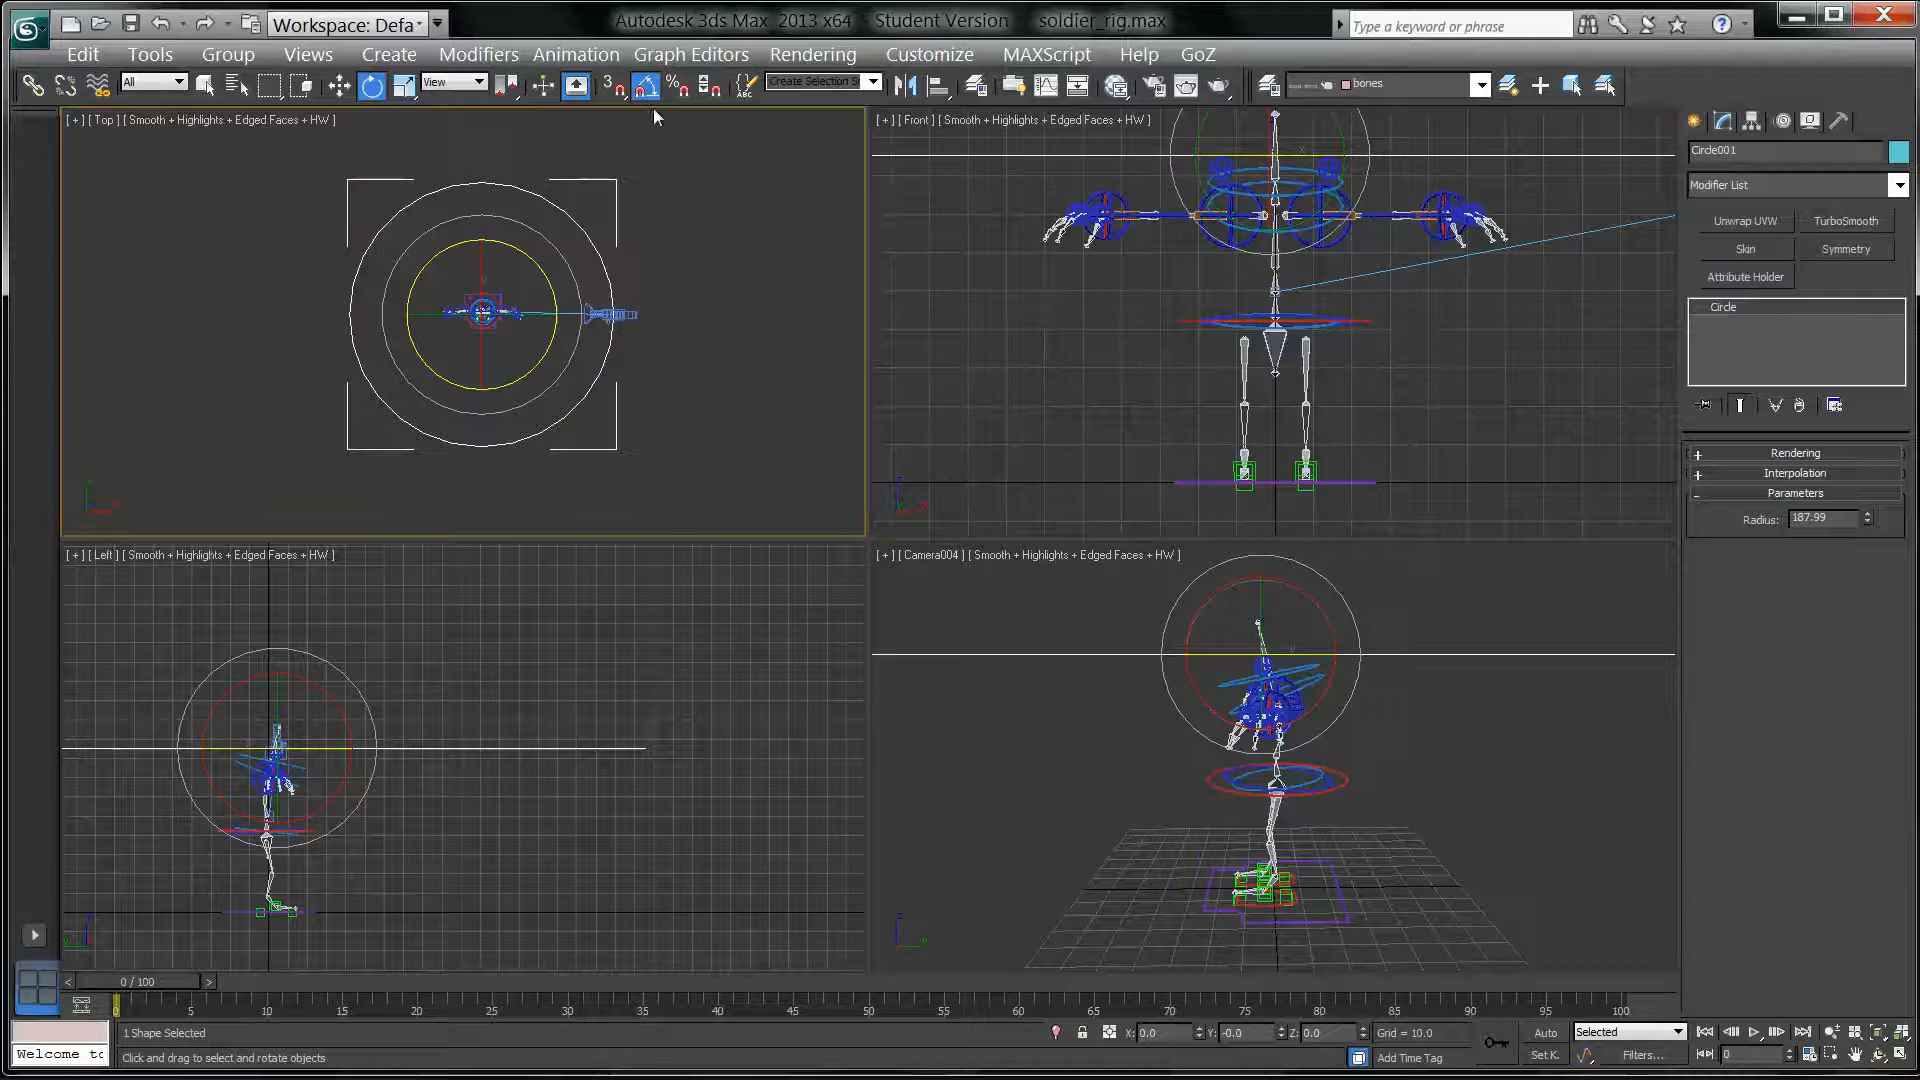 Workspace: Defa
Autodesk 3ds Max 2013 x64 - Student Version soldier_rig.max
Type a keyword or phrase
Edit Tools Group Views Create Modifiers Animation Graph Editors Rendering Customize MAXScript Help GoZ
All View 3 % ABC Create Selection S bones
[ + ] [ Top ] [ Smooth + Highlights + Edged Faces + HW ]
[ + ] [ Front ] [ Smooth + Highlights + Edged Faces + HW ]
Circle001
Modifier List
Unwrap UVW TurboSmooth
Skin Symmetry
Attribute Holder
Circle
+ Rendering
+ Interpolation
- Parameters
Radius: 187.99
[ + ] [ Left ] [ Smooth + Highlights + Edged Faces + HW ]
[ + ] [ Camera004 ] [ Smooth + Highlights + Edged Faces + HW ]
< 0 / 100 >
0 5 10 15 20 25 30 35 40 45 50 55 60 65 70 75 80 85 90 95 100
1 Shape Selected X: 0.0 Y: -0.0 Z: 0.0 Grid = 10.0 Auto Selected
Welcome to Click and drag to select and rotate objects Add Time Tag Set K. Filters... 0